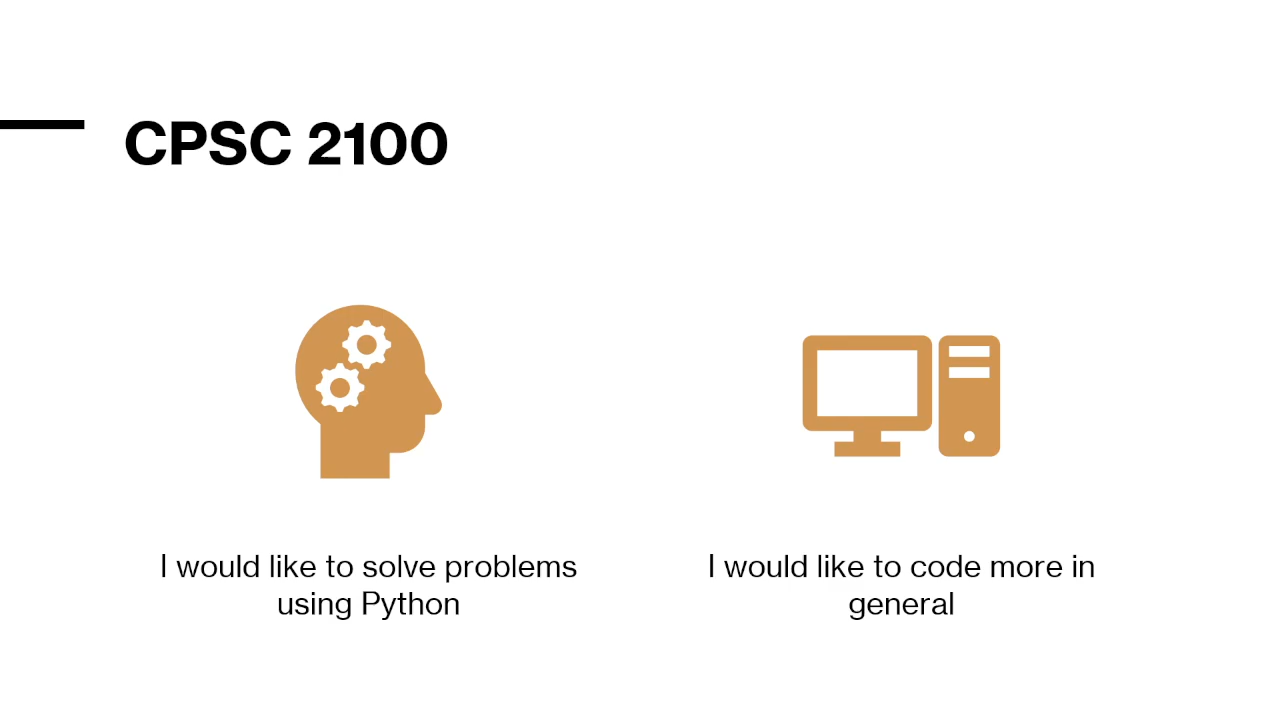 CPSC 2100
I would like to solve problems
using Python
I would like to code more in
general